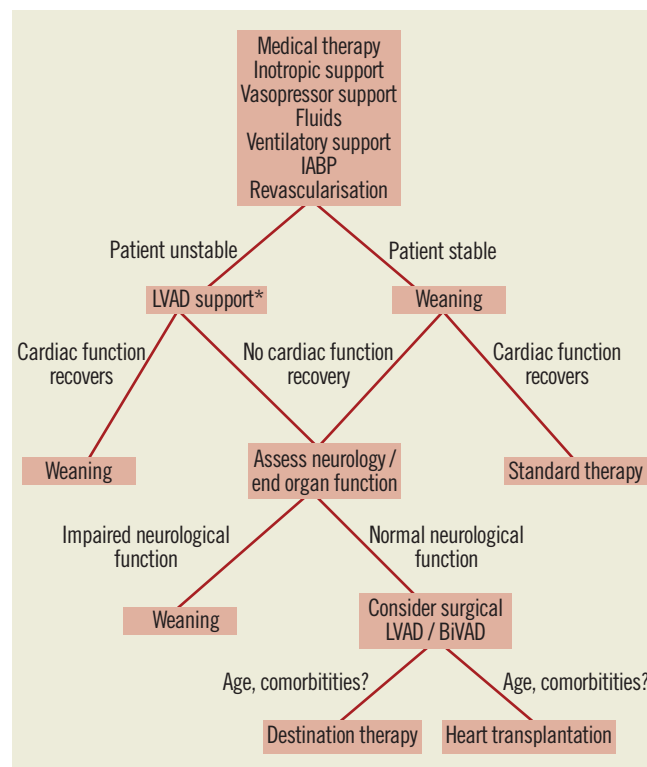 Medical therapy
Inotropic support
Vasopressor support
Fluids
Ventilatory support
IABP
Revascularisation
Patient unstable
Patient stable
LVAD support*
Weaning
Cardiac function
recovers
No cardiac function
recovery
Cardiac function
recovers
Weaning
Assess neurology /
end organ function
Standard therapy
Impaired neurological
function
Normal neurological
function
Weaning
Consider surgical
LVAD / BiVAD
Age, comorbitities?
Age, comorbitities?
Destination therapy
Heart transplantation